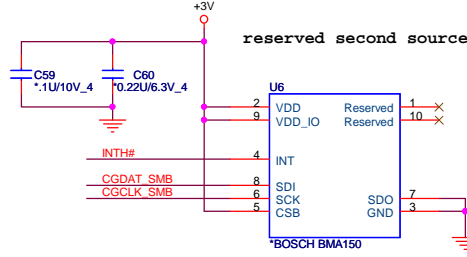 +3V
reserved second source
C59
*.1U/10V_4
C60
*0.22U/6.3V_4
U6
2 VDD Reserved 1
9 VDD_IO Reserved 10
INTH# 4 INT
CGDAT_SMB 8 SDI SDO 7
CGCLK_SMB 6 SCK GND 3
5 CSB
*BOSCH BMA150